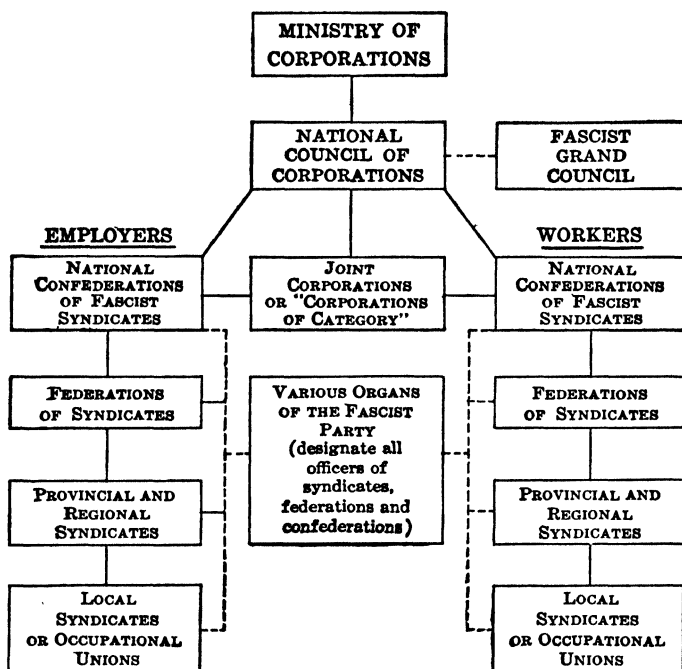 MINISTRY OF
CORPORATIONS
NATIONAL
COUNCIL OF
CORPORATIONS
FASCIST
GRAND
COUNCIL
EMPLOYERS
WORKERS
NATIONAL
CONFEDERATIONS
OF FASCIST
SYNDICATES
JOINT
CORPORATIONS
OR "CORPORATIONS
OF CATEGORY"
NATIONAL
CONFEDERATIONS
OF FASCIST
SYNDICATES
FEDERATIONS
OF SYNDICATES
VARIOUS ORGANS
OF THE FASCIST
PARTY
(designate all
officers of
syndicates,
federations and
confederations)
FEDERATIONS
OF SYNDICATES
PROVINCIAL AND
REGIONAL
SYNDICATES
PROVINCIAL AND
REGIONAL
SYNDICATES
LOCAL
SYNDICATES
OR OCCUPATIONAL
UNIONS
LOCAL
SYNDICATES
OR OCCUPATIONAL
UNIONS